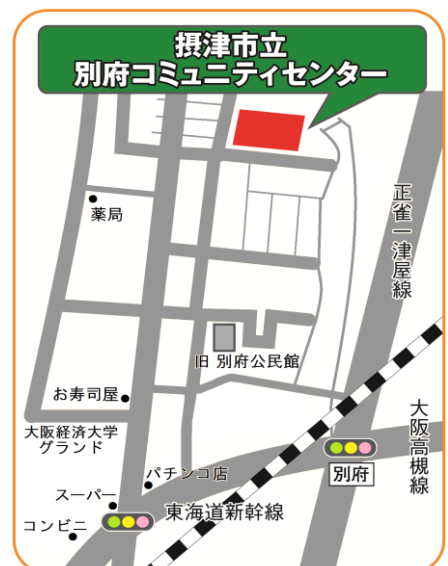 摂津市立
別府コミュニティセンター
正雀一津屋線
薬局
旧 別府公民館
お寿司屋
大阪経済大学
グランド
大阪高槻線
パチンコ店
別府
スーパー
東海道新幹線
コンビニ